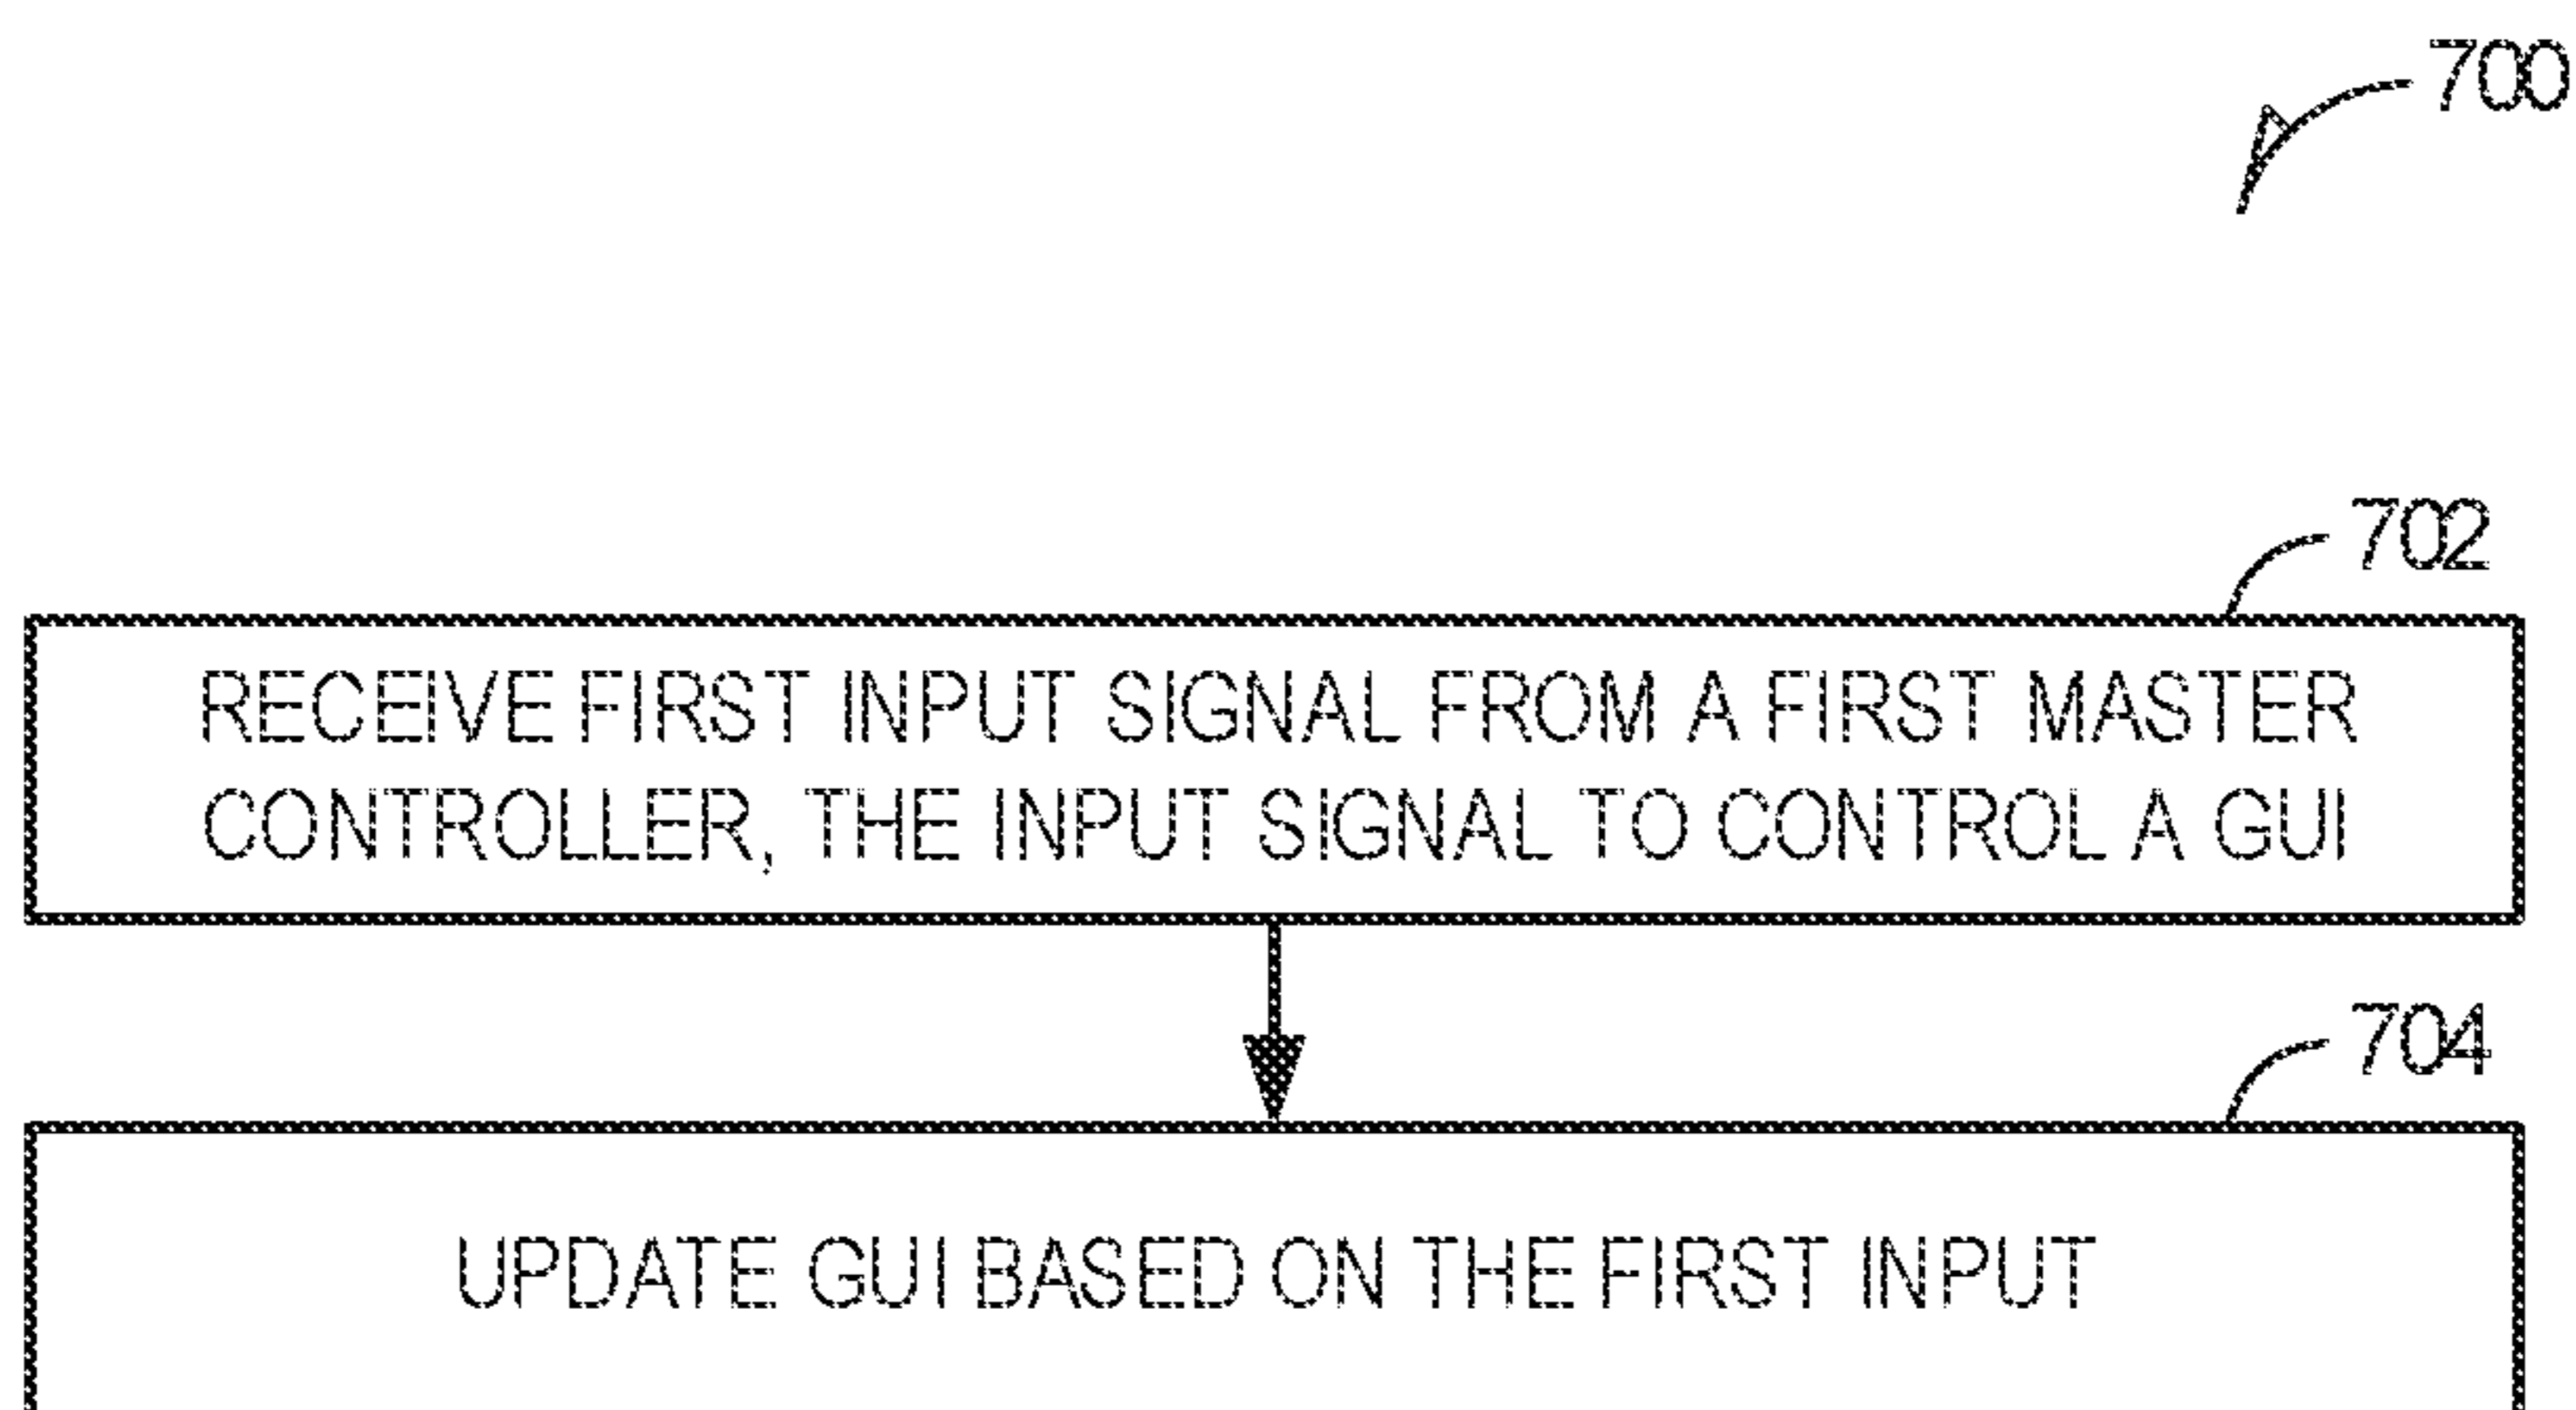 700
702
RECEIVE FIRST INPUT SIGNAL FROM A FIRST MASTER
CONTROLLER, THE INPUT SIGNAL TO CONTROL A GUI
704
UPDATE GUI BASED ON THE FIRST INPUT